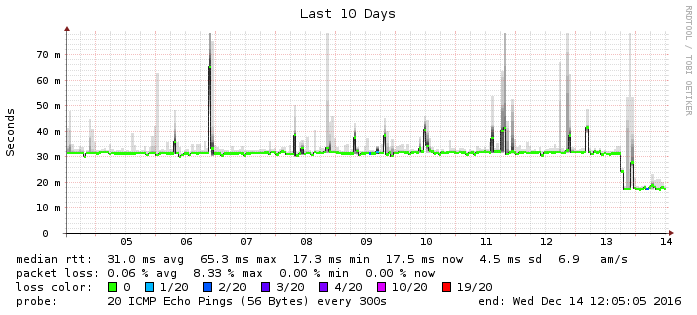 Last 10 Days
RRDTOOL / TOBI OETIKER
Seconds
70 m
60 m
50 m
40 m
30 m
20 m
10 m
0
05 06 07 08 09 10 11 12 13 14
median rtt: 31.0 ms avg 65.3 ms max 17.3 ms min 17.5 ms now 4.5 ms sd 6.9 am/s
packet loss: 0.06 % avg 8.33 % max 0.00 % min 0.00 % now
loss color: 0 1/20 2/20 3/20 4/20 10/20 19/20
probe: 20 ICMP Echo Pings (56 Bytes) every 300s end: Wed Dec 14 12:05:05 2016